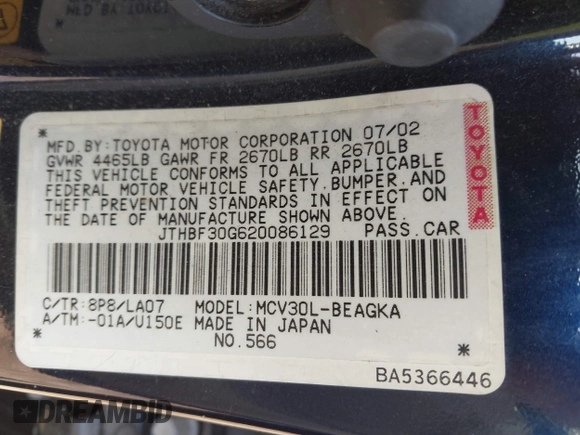 MFD.BY:TOYOTA MOTOR CORPORATION 07/02
GVWR 4465LB GAWR FR 2670LB RR 2670LB
THIS VEHICLE CONFORMS TO ALL APPLICABLE
FEDERAL MOTOR VEHICLE SAFETY.BUMPER.AND
THEFT PREVENTION STANDARDS IN EFFECT ON
THE DATE OF MANUFACTURE SHOWN ABOVE.
JTHBF30G620086129 PASS.CAR
TOYOTA
C/TR:8P8/LA07 MODEL:MCV30L-BEAGKA
A/TM:-01A/U150E MADE IN JAPAN
NO.566
BA5366446
DREAMBID